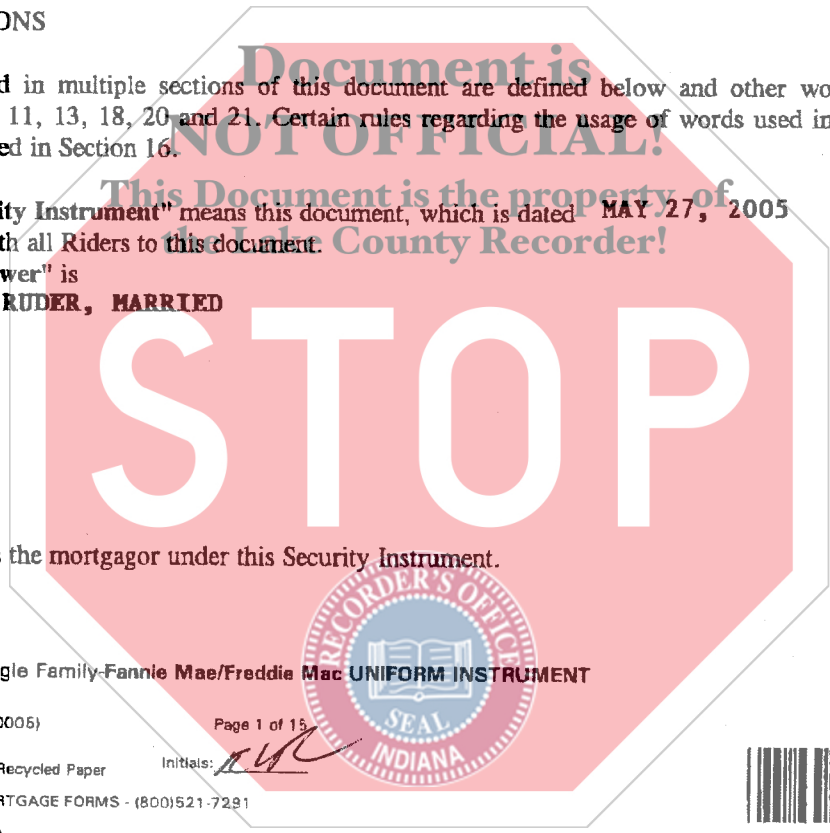 ONS
Document is
d in multiple sections of this document are defined below and other wo
11, 13, 18, 20 and 21. Certain rules regarding the usage of words used in
ed in Section 16.
NOT OFFICIAL!
This Document is the property of
ity Instrument" means this document, which is dated MAY 27, 2005
th all Riders to this document.
the Lake County Recorder!
wer" is
RUDER, MARRIED
STOP
the mortgagor under this Security Instrument.
RECORDER'S OFFICE
SEAL
INDIANA
gle Family-Fannie Mae/Freddie Mac UNIFORM INSTRUMENT
0005)
Page 1 of 15
Recycled Paper
Initials:
RTGAGE FORMS - (800)521-7291